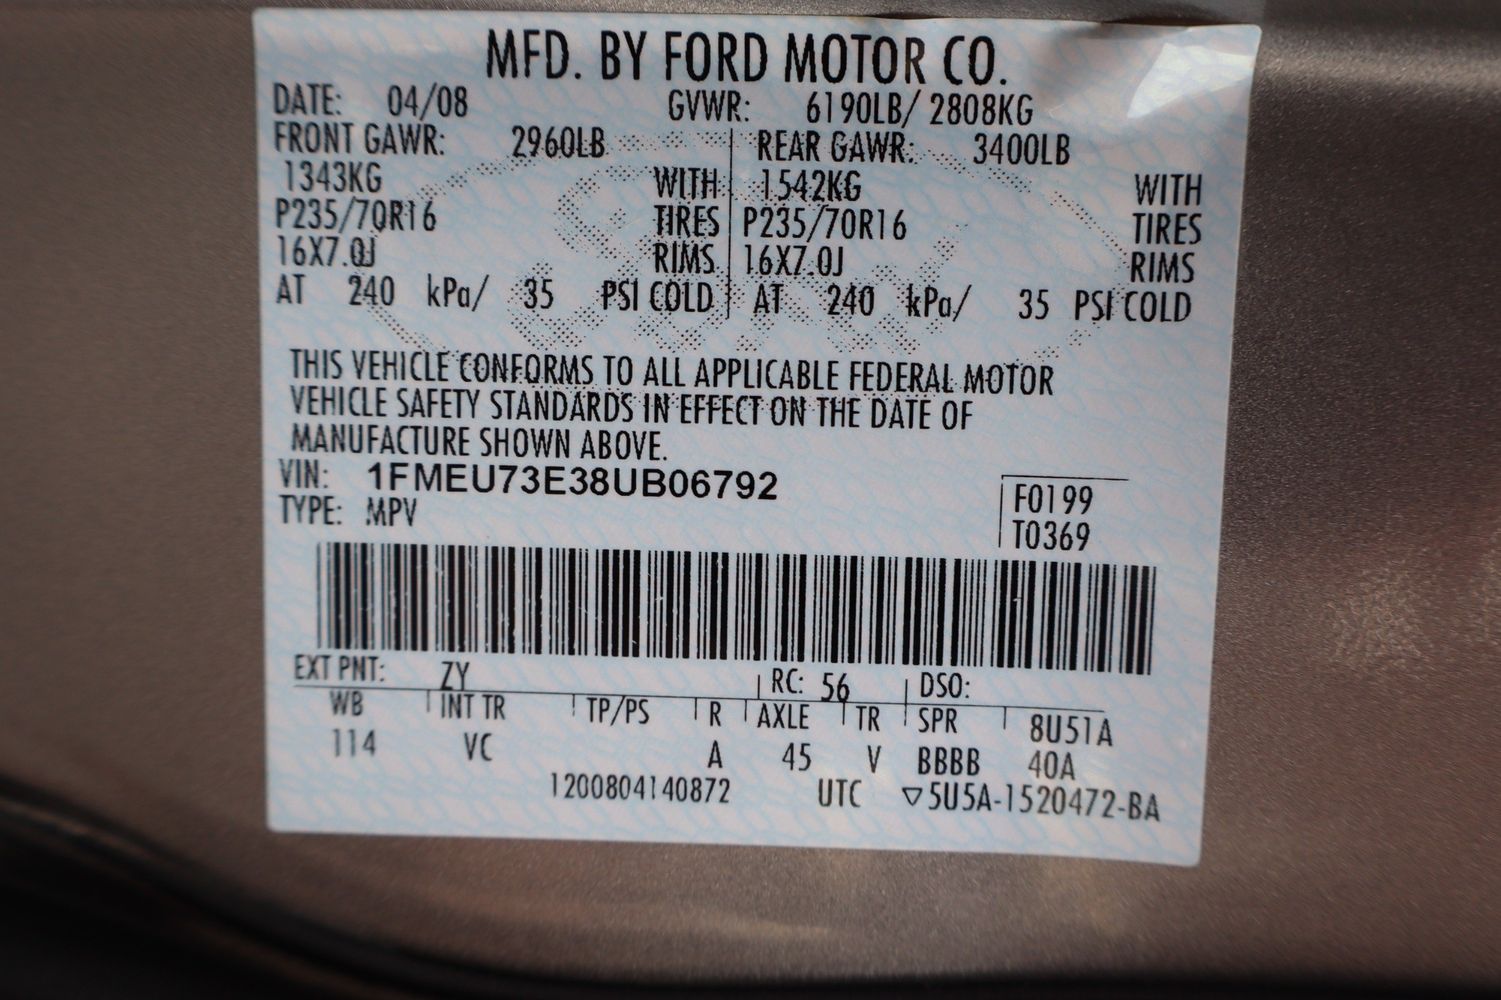 MFD. BY FORD MOTOR CO.
DATE: 04/08 GVWR: 6190LB/ 2808KG
FRONT GAWR: 2960LB REAR GAWR: 3400LB
1343KG WITH 1542KG WITH
P235/70R16 TIRES P235/70R16 TIRES
16X7.0J RIMS 16X7.0J RIMS
AT 240 kPa/ 35 PSI COLD AT 240 kPa/ 35 PSI COLD
THIS VEHICLE CONFORMS TO ALL APPLICABLE FEDERAL MOTOR
VEHICLE SAFETY STANDARDS IN EFFECT ON THE DATE OF
MANUFACTURE SHOWN ABOVE.
VIN: 1FMEU73E38UB06792
F0199
TYPE: MPV
T0369
EXT PNT: ZY RC: 56 DSO:
WB INT TR TP/PS R AXLE TR SPR 8U51A
114 VC A 45 V BBBB 40A
1200804140872 UTC ▽5U5A-1520472-BA